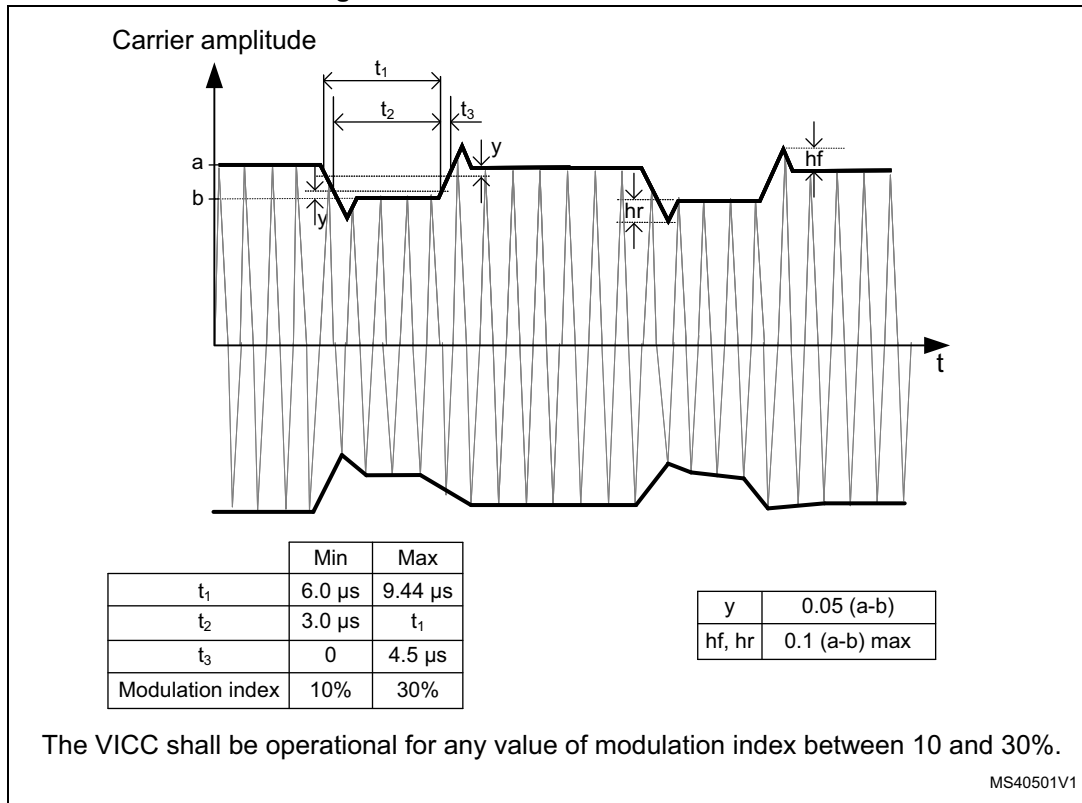 Carrier amplitude
t₁
t₂
t₃
y
hf
a
b
y
hr
t
Min Max
t₁ 6.0 µs 9.44 µs
t₂ 3.0 µs t₁
t₃ 0 4.5 µs
Modulation index 10% 30%
y 0.05 (a-b)
hf, hr 0.1 (a-b) max
The VICC shall be operational for any value of modulation index between 10 and 30%.
MS40501V1